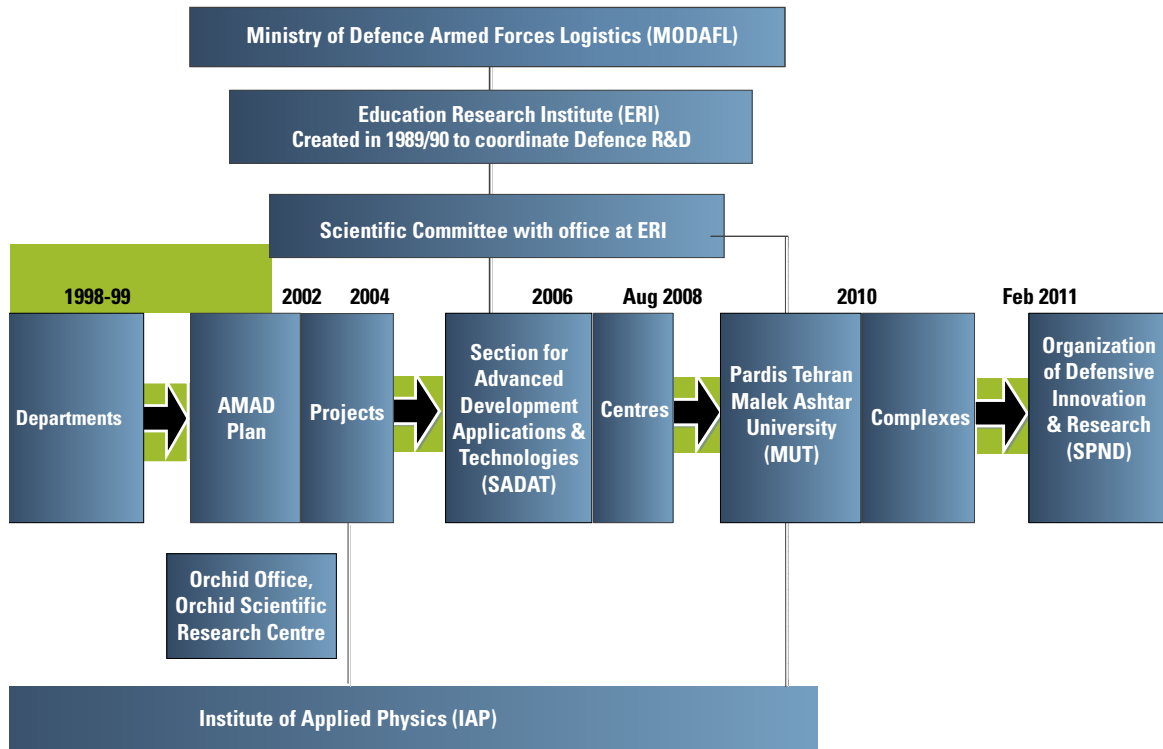 Ministry of Defence Armed Forces Logistics (MODAFL)
Education Research Institute (ERI)
Created in 1989/90 to coordinate Defence R&D
Scientific Committee with office at ERI
1998-99
2002
2004
2006
Aug 2008
2010
Feb 2011
Departments
AMAD
Plan
Projects
Section for
Advanced
Development
Applications &
Technologies
(SADAT)
Centres
Pardis Tehran
Malek Ashtar
University
(MUT)
Complexes
Organization
of Defensive
Innovation
& Research
(SPND)
Orchid Office,
Orchid Scientific
Research Centre
Institute of Applied Physics (IAP)